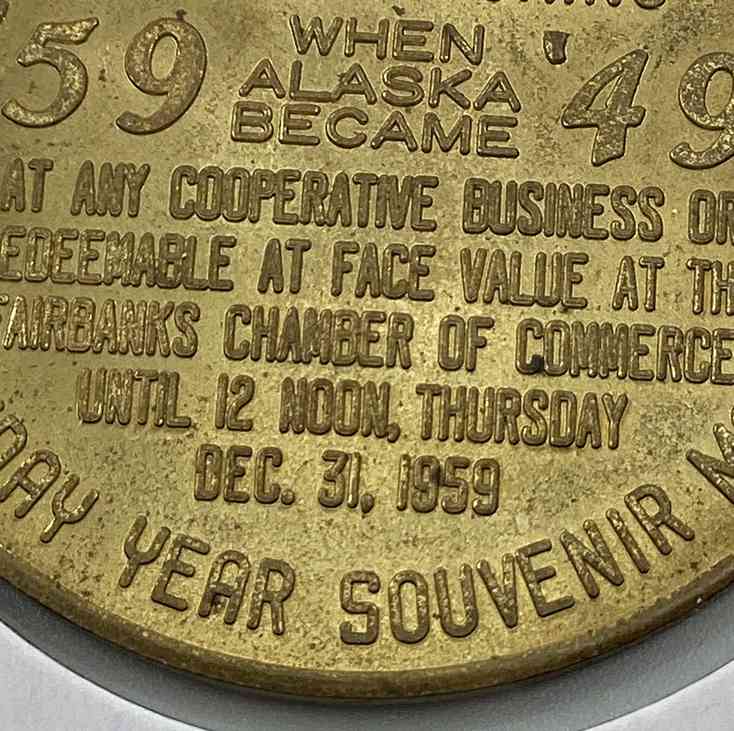 59 WHEN '49
ALASKA
BECAME
AT ANY COOPERATIVE BUSINESS OR
EDEEMABLE AT FACE VALUE AT TH
FAIRBANKS CHAMBER OF COMMERCE
UNTIL 12 NOON, THURSDAY
DEC. 31, 1959
DAY YEAR SOUVENIR M